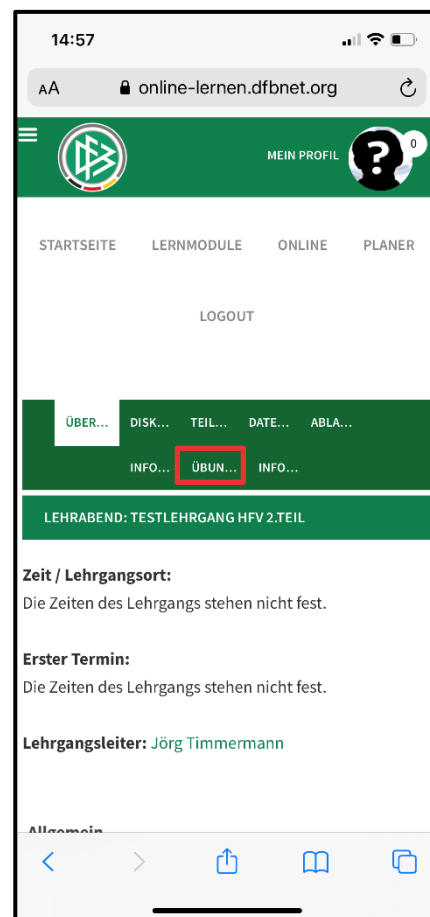 14:57
AA online-lernen.dfbnet.org
MEIN PROFIL ? 0
STARTSEITE LERNMODULE ONLINE PLANER
LOGOUT
ÜBER... DISK... TEIL... DATE... ABLA...
INFO... ÜBUN... INFO...
LEHRABEND: TESTLEHRGANG HFV 2.TEIL
Zeit / Lehrgangsort:
Die Zeiten des Lehrgangs stehen nicht fest.
Erster Termin:
Die Zeiten des Lehrgangs stehen nicht fest.
Lehrgangsleiter: Jörg Timmermann
Allgemein